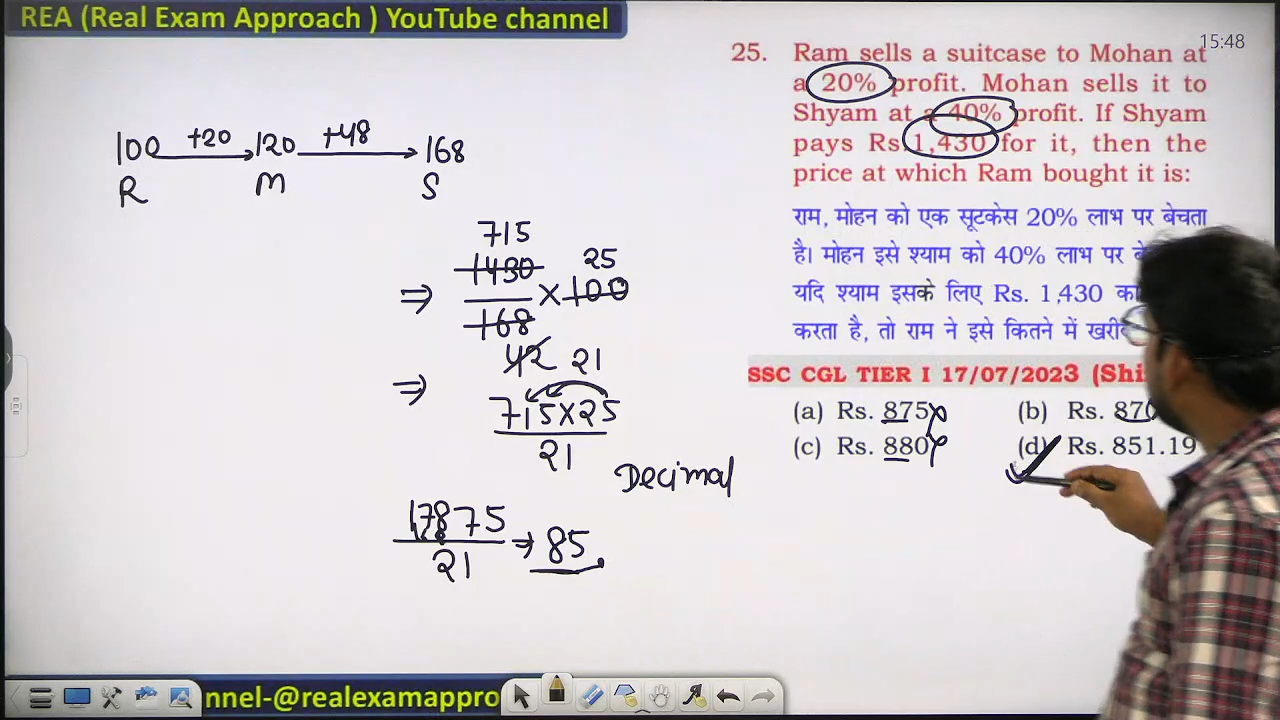 REA (Real Exam Approach ) YouTube channel
15:48
25. Ram sells a suitcase to Mohan at
a 20% profit. Mohan sells it to
Shyam at a 40% profit. If Shyam
pays Rs 1,430 for it, then the
price at which Ram bought it is:
राम, मोहन को एक सूटकेस 20% लाभ पर बेचता
है। मोहन इसे श्याम को 40% लाभ पर
यदि श्याम इसके लिए Rs. 1,430
करता है, तो राम ने इसे कितने में
SSC CGL TIER I 17/07/2023 (Shi
(a) Rs. 875 (b) Rs. 870
(c) Rs. 880 (d) Rs. 851.19
100 +20 120 +48 168
R M S
715
1430 25
× 100
168
42 21
⇒
⇒
715×25
21
Decimal
17875
21
⇒ 85
nnel-@realexamappro